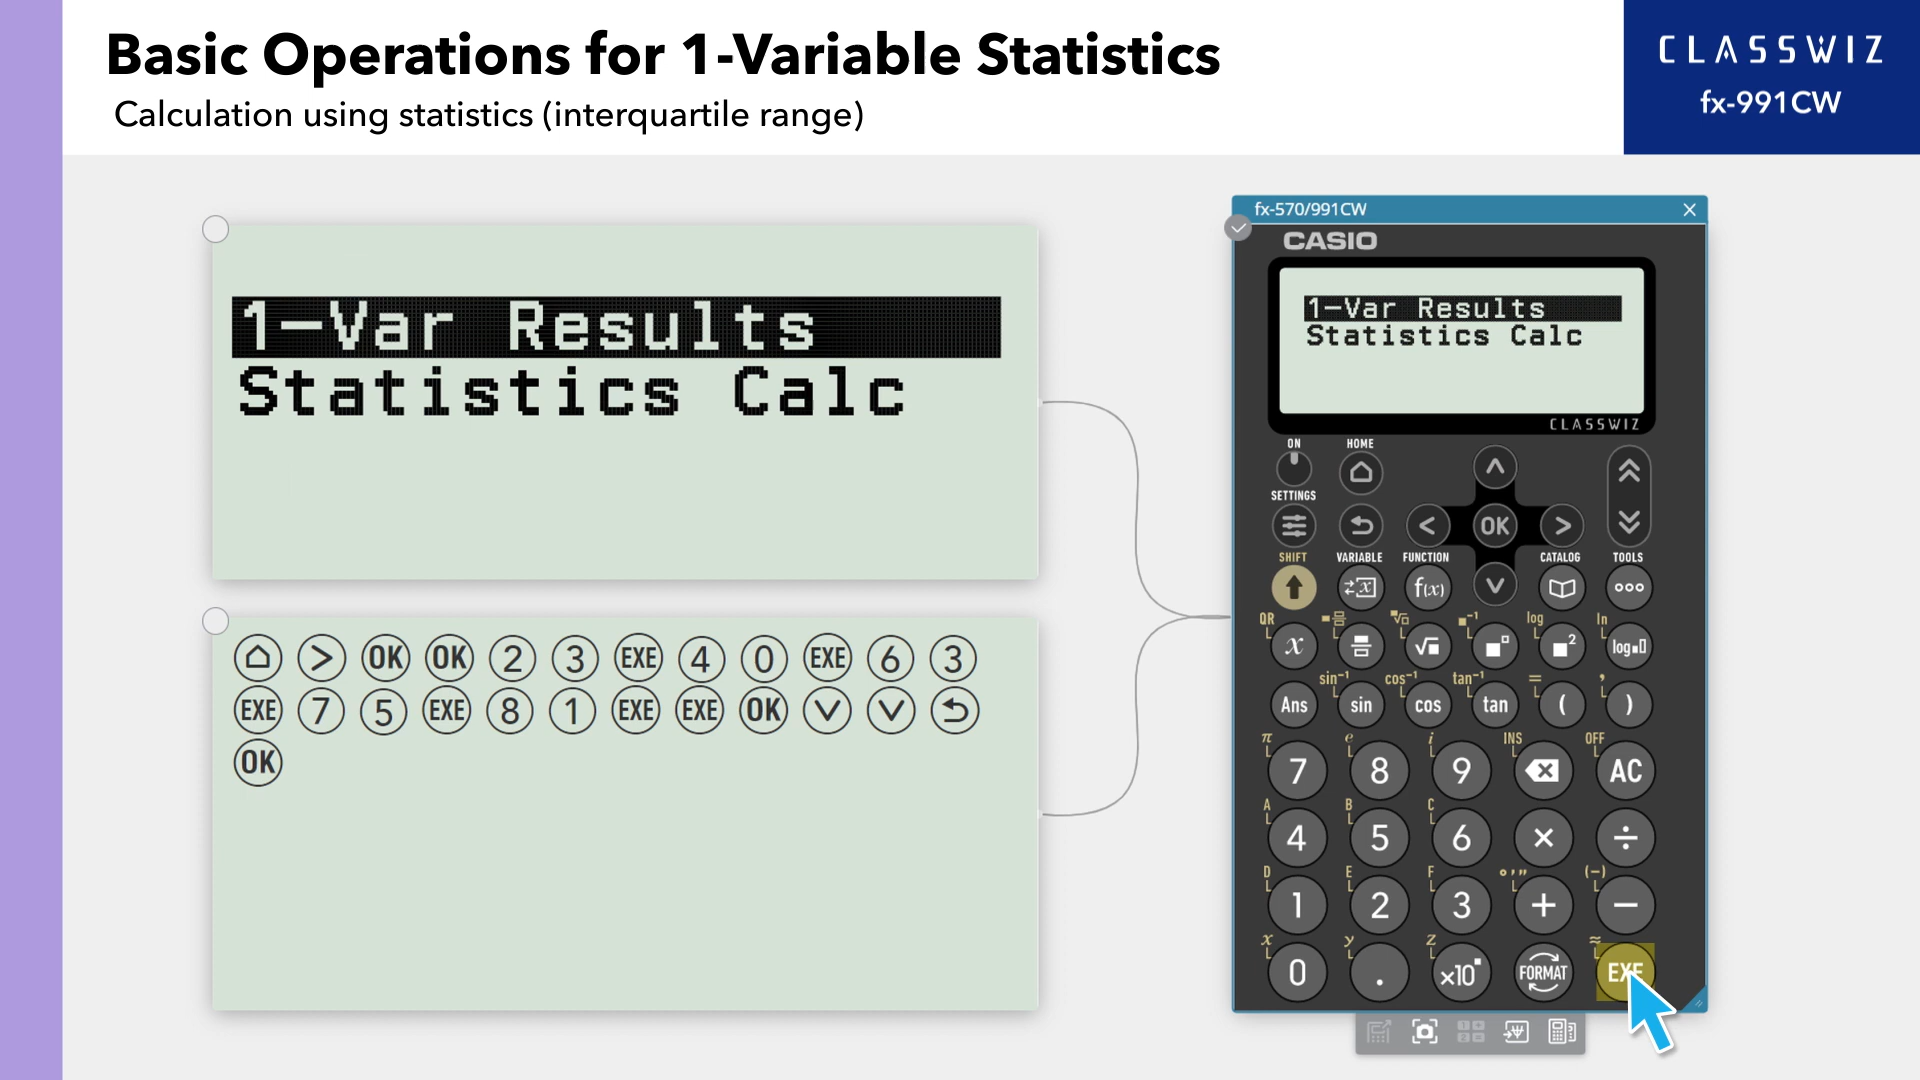 Basic Operations for 1-Variable Statistics
Calculation using statistics (interquartile range)
CLASSWIZ
fx-991CW
1-Var Results
Statistics Calc
OK OK 2 3 EXE 4 0 EXE 6 3
EXE 7 5 EXE 8 1 EXE EXE OK
OK
fx-570/991CW
CASIO
1-Var Results
Statistics Calc
CLASSWIZ
ON HOME
SETTINGS
OK
SHIFT VARIABLE FUNCTION CATALOG TOOLS
f(x)
QR log ln
x log
sin⁻¹ cos⁻¹ tan⁻¹ = ,
Ans sin cos tan ( )
π e i INS OFF
7 8 9 AC
A B C
4 5 6 × ÷
D E F °’” (−)
1 2 3 + −
x y z ≈
0 . ×10 FORMAT EXE